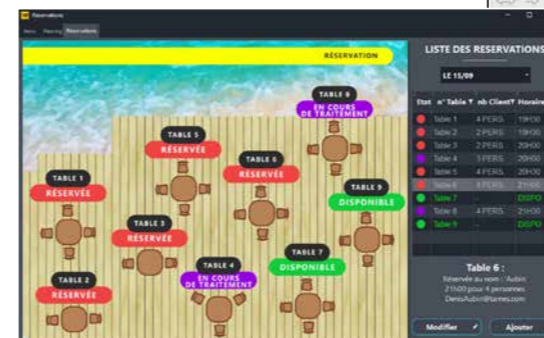 Réservations
Menu Planning Réservations
RÉSERVATION
TABLE 8
EN COURS
DE TRAITEMENT
TABLE 5
RÉSERVÉE
TABLE 6
RÉSERVÉE
TABLE 1
RÉSERVÉE
TABLE 9
DISPONIBLE
TABLE 3
RÉSERVÉE
TABLE 7
DISPONIBLE
TABLE 4
EN COURS
DE TRAITEMENT
TABLE 2
RÉSERVÉE
LISTE DES RESERVATIONS
LE 15/09
Etat n° Table nb Client Horaire
Table 1 4 PERS. 19H00
Table 2 2 PERS. 19H00
Table 3 2 PERS. 20H00
Table 4 3 PERS. 20H00
Table 5 4 PERS. 20H30
Table 6 4 PERS. 21H00
Table 7 - DISPO
Table 8 4 PERS. 21H00
Table 9 - DISPO
Table 6 :
Réservée au nom : 'Aubin
21h00 pour 4 personnes
Modifier
Ajouter